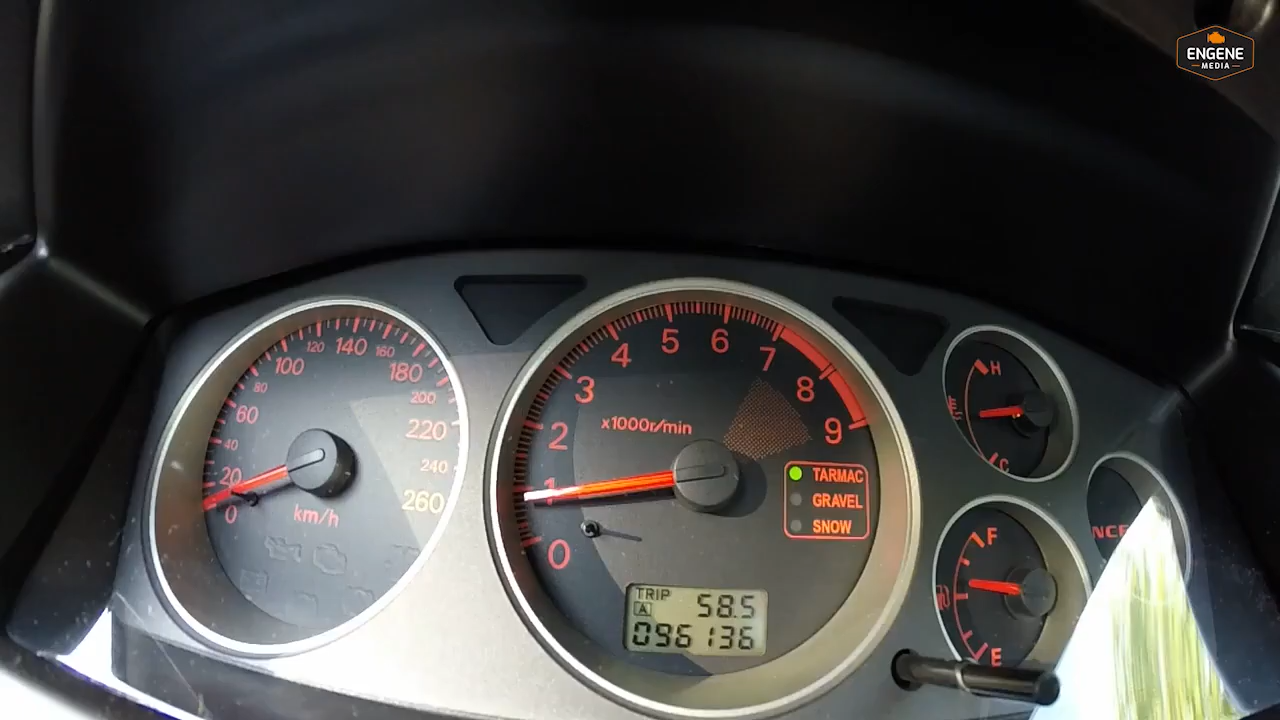 ENGENE
MEDIA
0
20
40
60
80
100
120
140
160
180
200
220
240
260
km/h
0
1
2
3
4
5
6
7
8
9
x1000r/min
TARMAC
GRAVEL
SNOW
TRIP
A
58.5
096136
H
C
F
E